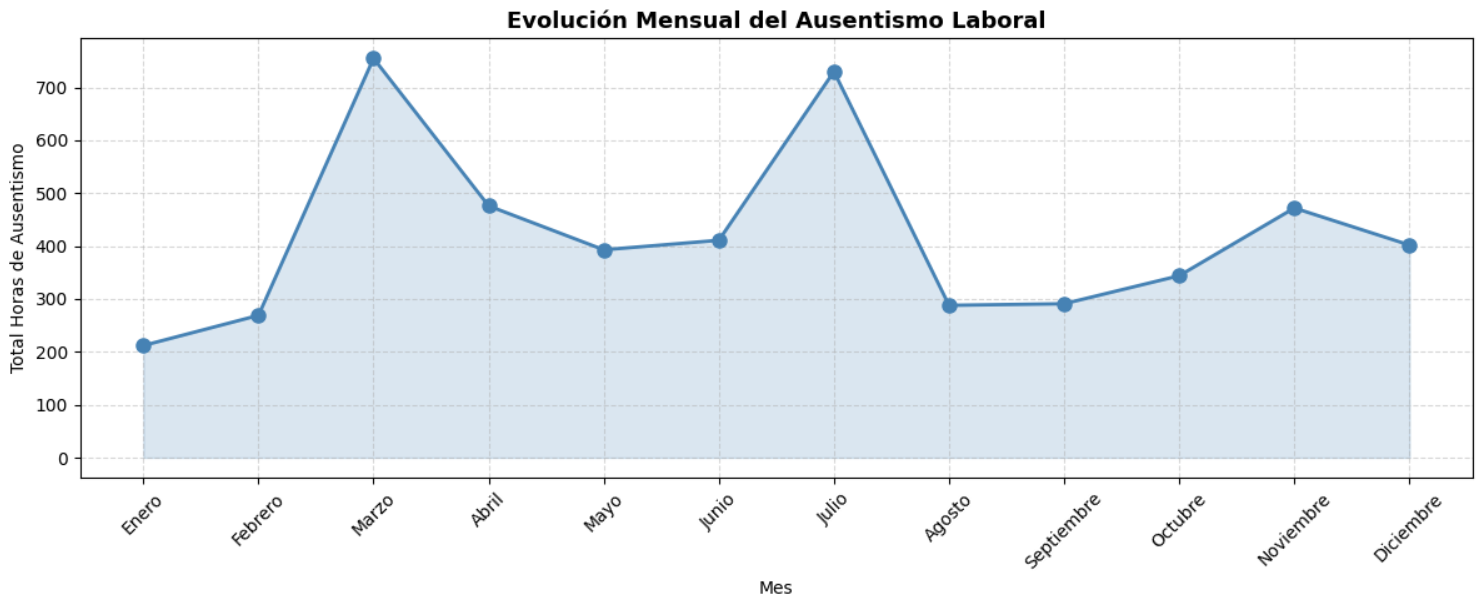 Evolución Mensual del Ausentismo Laboral
Total Horas de Ausentismo
700
600
500
400
300
200
100
0
Enero
Febrero
Marzo
Abril
Mayo
Junio
Julio
Agosto
Septiembre
Octubre
Noviembre
Diciembre
Mes